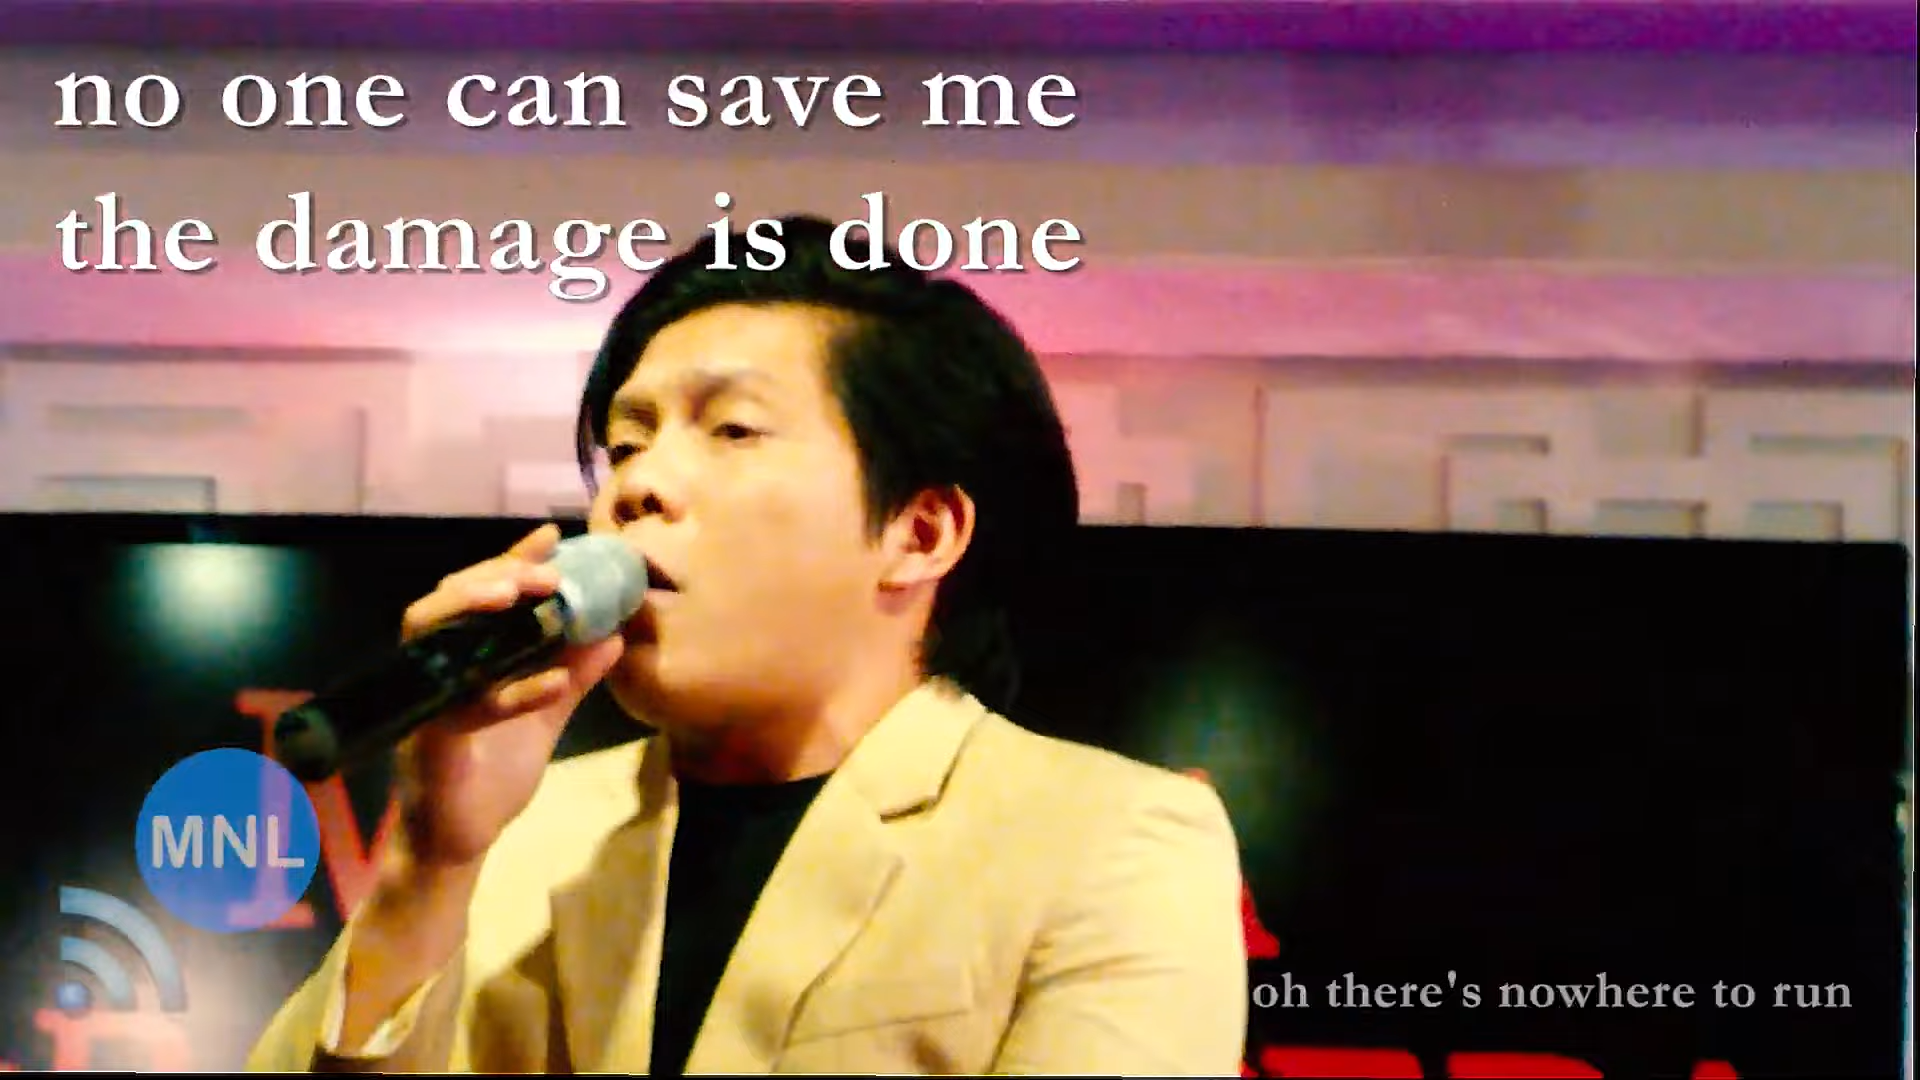 no one can save me
the damage is done
MNL
oh there's nowhere to run